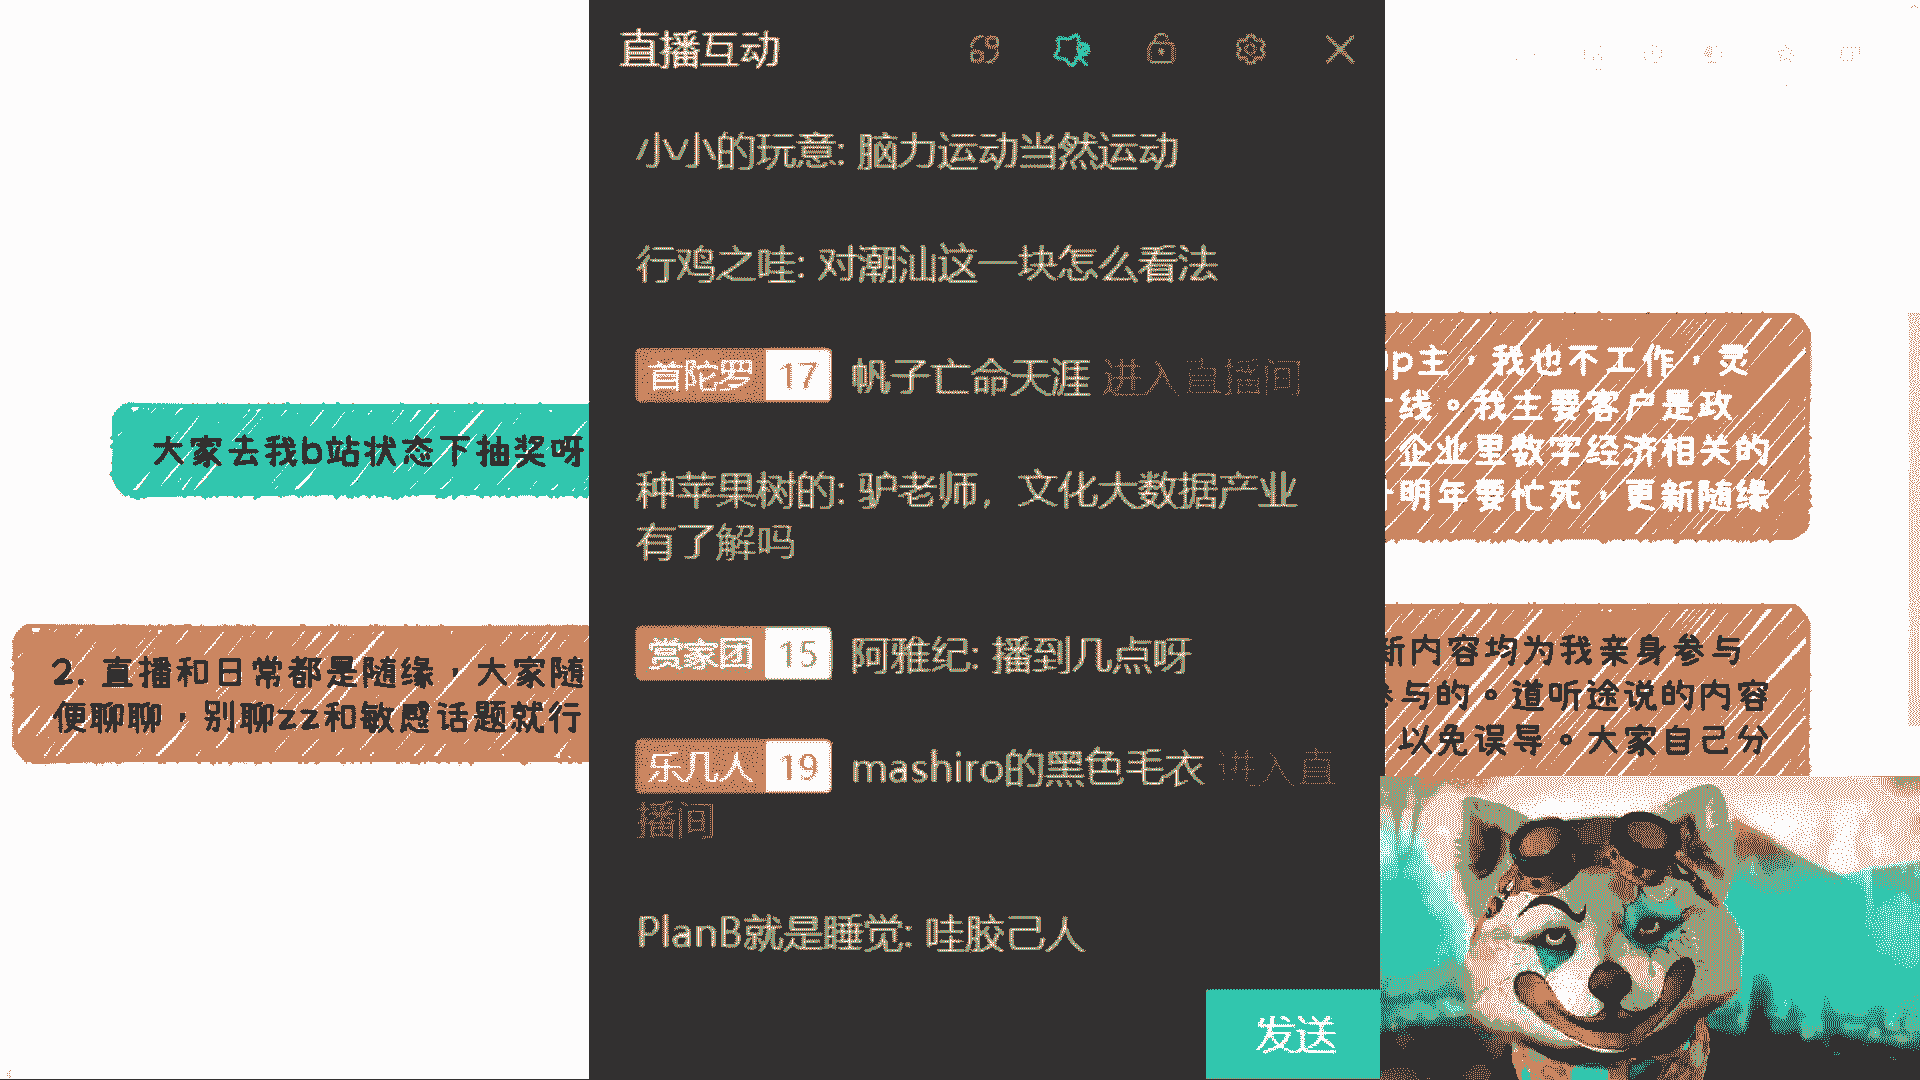 直播互动
小小的玩意: 脑力运动当然运动
行鸡之哇: 对潮汕这一块怎么看法
首陀罗 17 帆子亡命天涯 进入直播间
种苹果树的: 驴老师，文化大数据产业
有了解吗
赏家团 15 阿雅纪: 播到几点呀
乐几人 19 mashiro的黑色毛衣 进入直
播间
PlanB就是睡觉: 哇胶己人
发送
大家去我b站状态下抽奖呀
2. 直播和日常都是随缘，大家随
便聊聊，别聊zz和敏感话题就行
p主，我也不工作，灵
线。我主要客户是政
企业里数字经济相关的
明年要忙死，更新随缘
新内容均为我亲身参与
参与的。道听途说的内容
以免误导。大家自己分